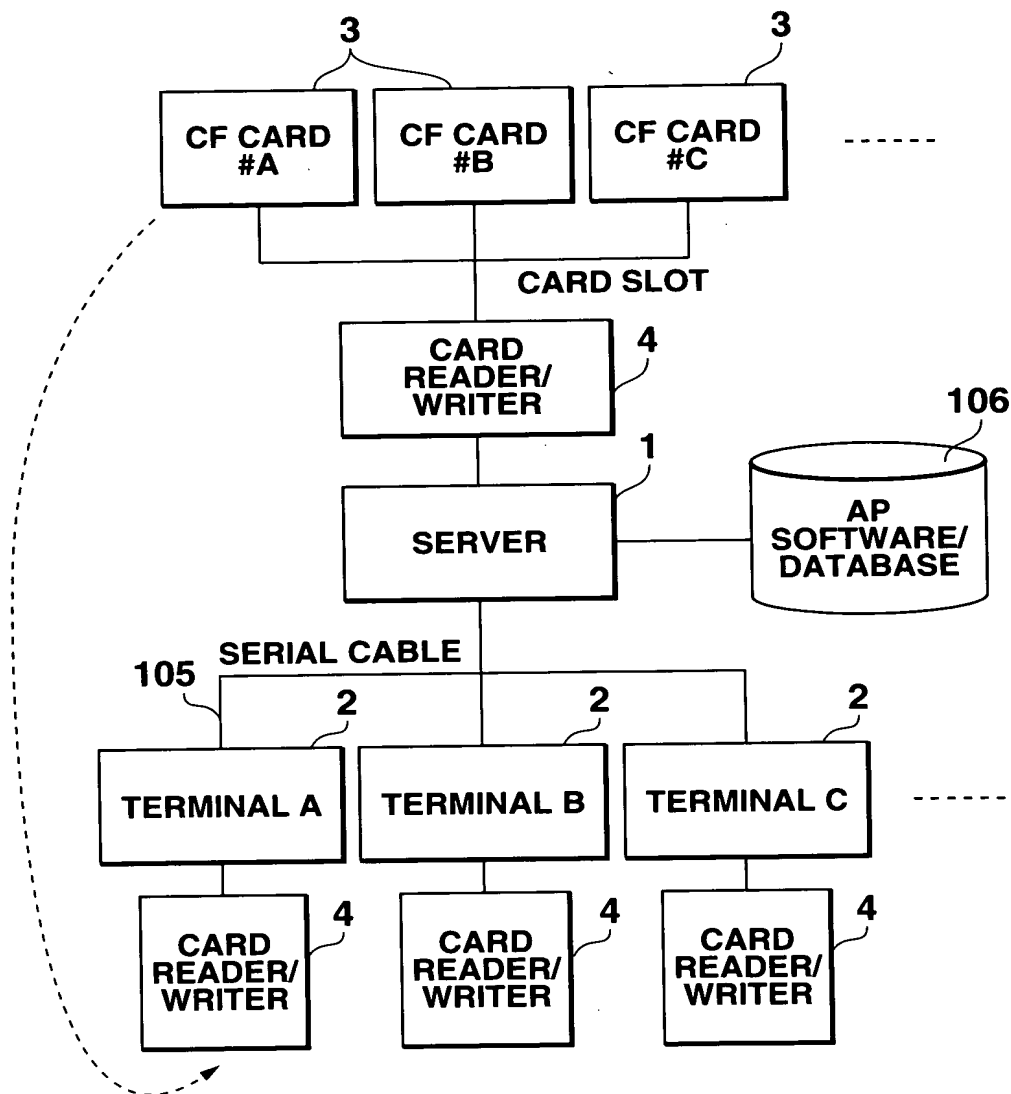 3
3
CF CARD
#A
CF CARD
#B
CF CARD
#C
CARD SLOT
CARD
READER/
WRITER
4
106
1
SERVER
AP
SOFTWARE/
DATABASE
SERIAL CABLE
105
2
2
2
TERMINAL A
TERMINAL B
TERMINAL C
4
4
4
CARD
READER/
WRITER
CARD
READER/
WRITER
CARD
READER/
WRITER